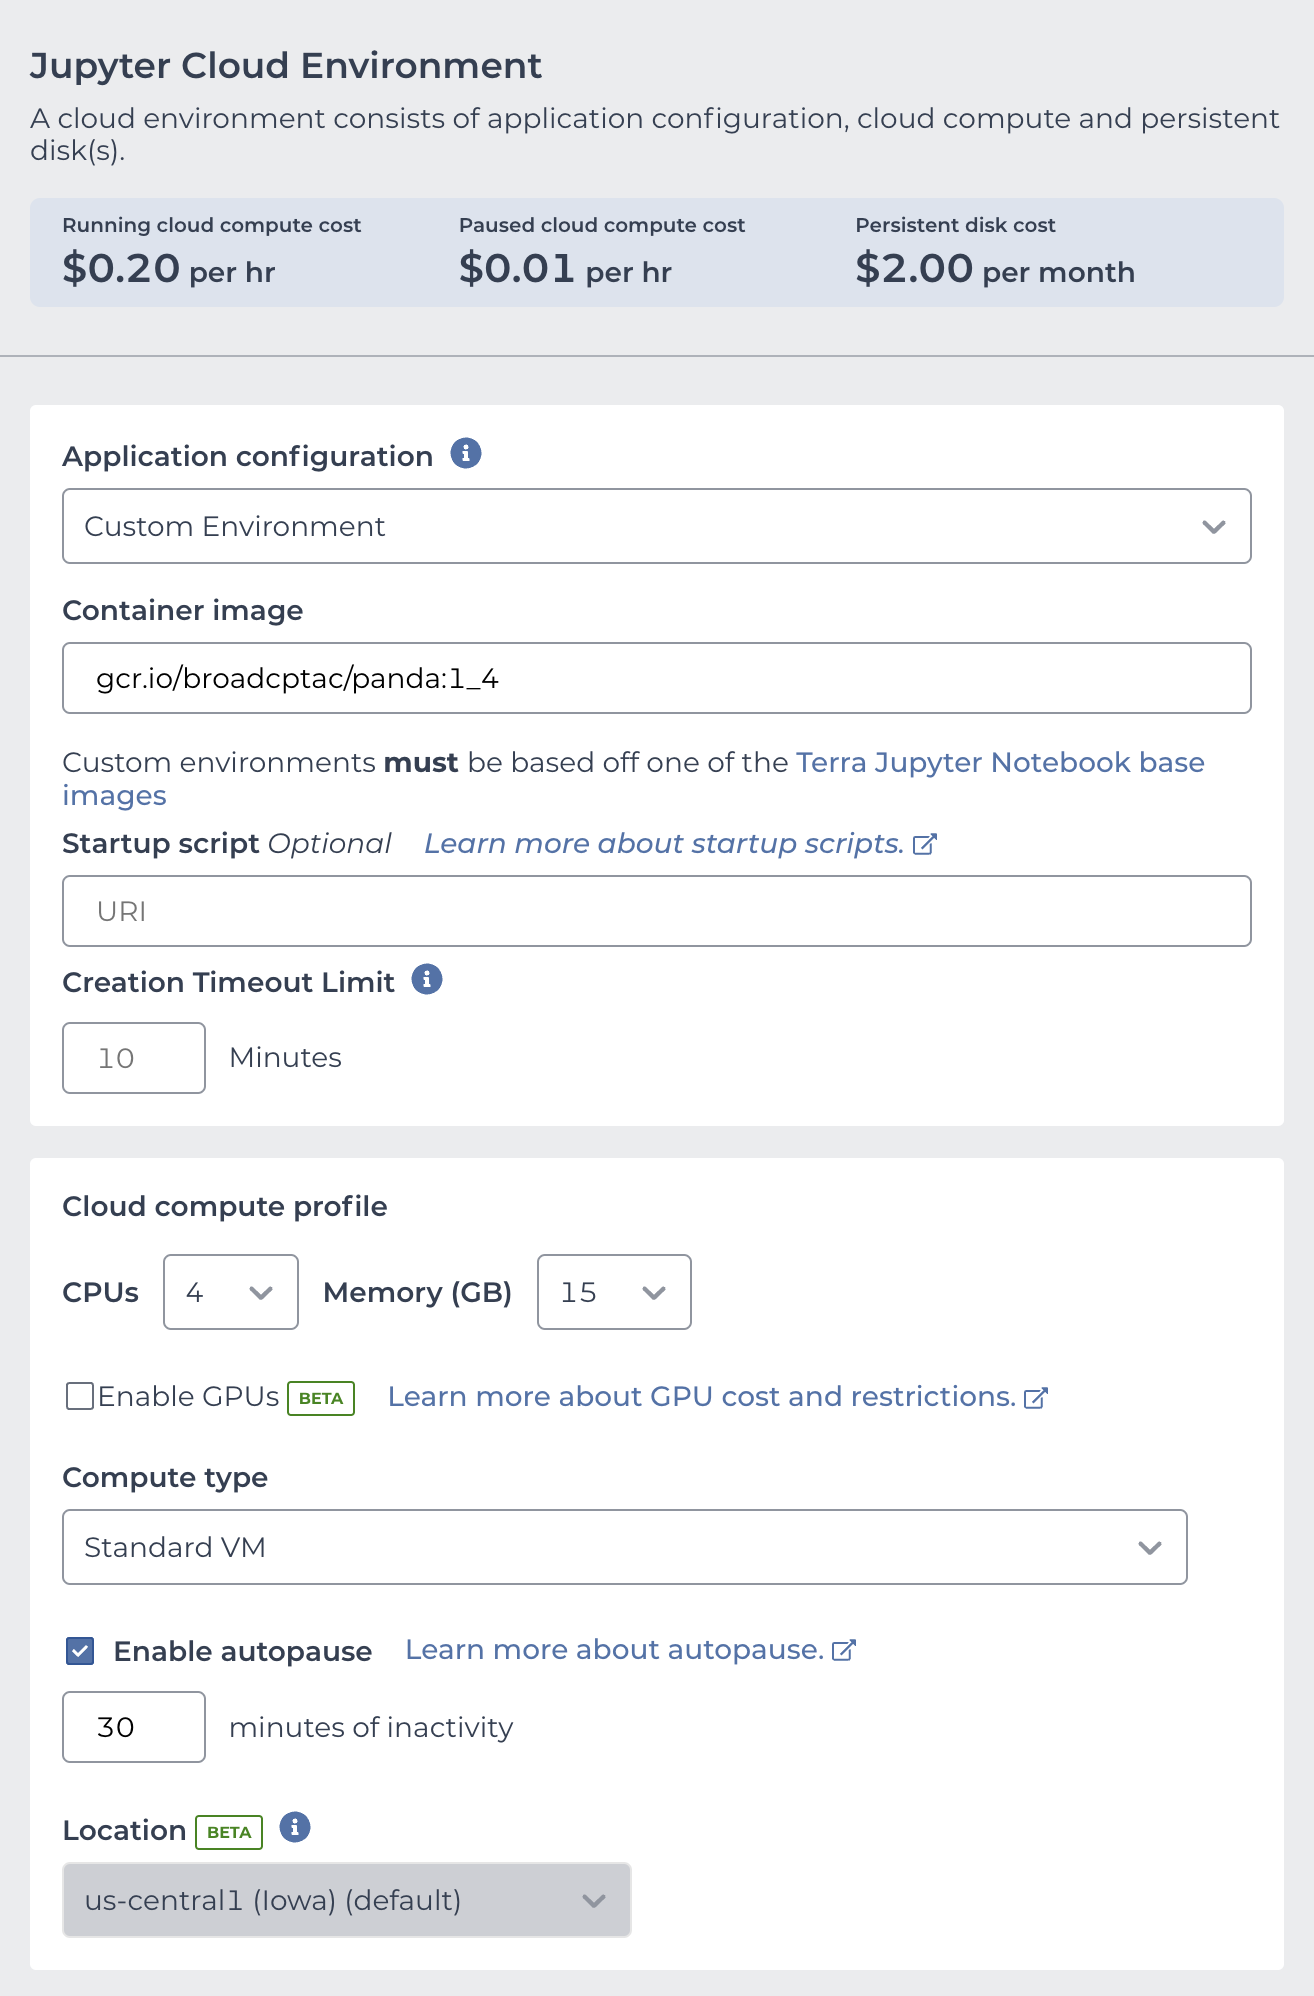 Jupyter Cloud Environment
A cloud environment consists of application configuration, cloud compute and persistent
disk(s).
Running cloud compute cost Paused cloud compute cost Persistent disk cost
$0.20 per hr $0.01 per hr $2.00 per month
Application configuration
Custom Environment
Container image
gcr.io/broadcptac/panda:1_4
Custom environments must be based off one of the Terra Jupyter Notebook base
images
Startup script Optional Learn more about startup scripts.
URI
Creation Timeout Limit
10 Minutes
Cloud compute profile
CPUs 4 Memory (GB) 15
Enable GPUs BETA Learn more about GPU cost and restrictions.
Compute type
Standard VM
Enable autopause Learn more about autopause.
30 minutes of inactivity
Location BETA
us-central1 (Iowa) (default)